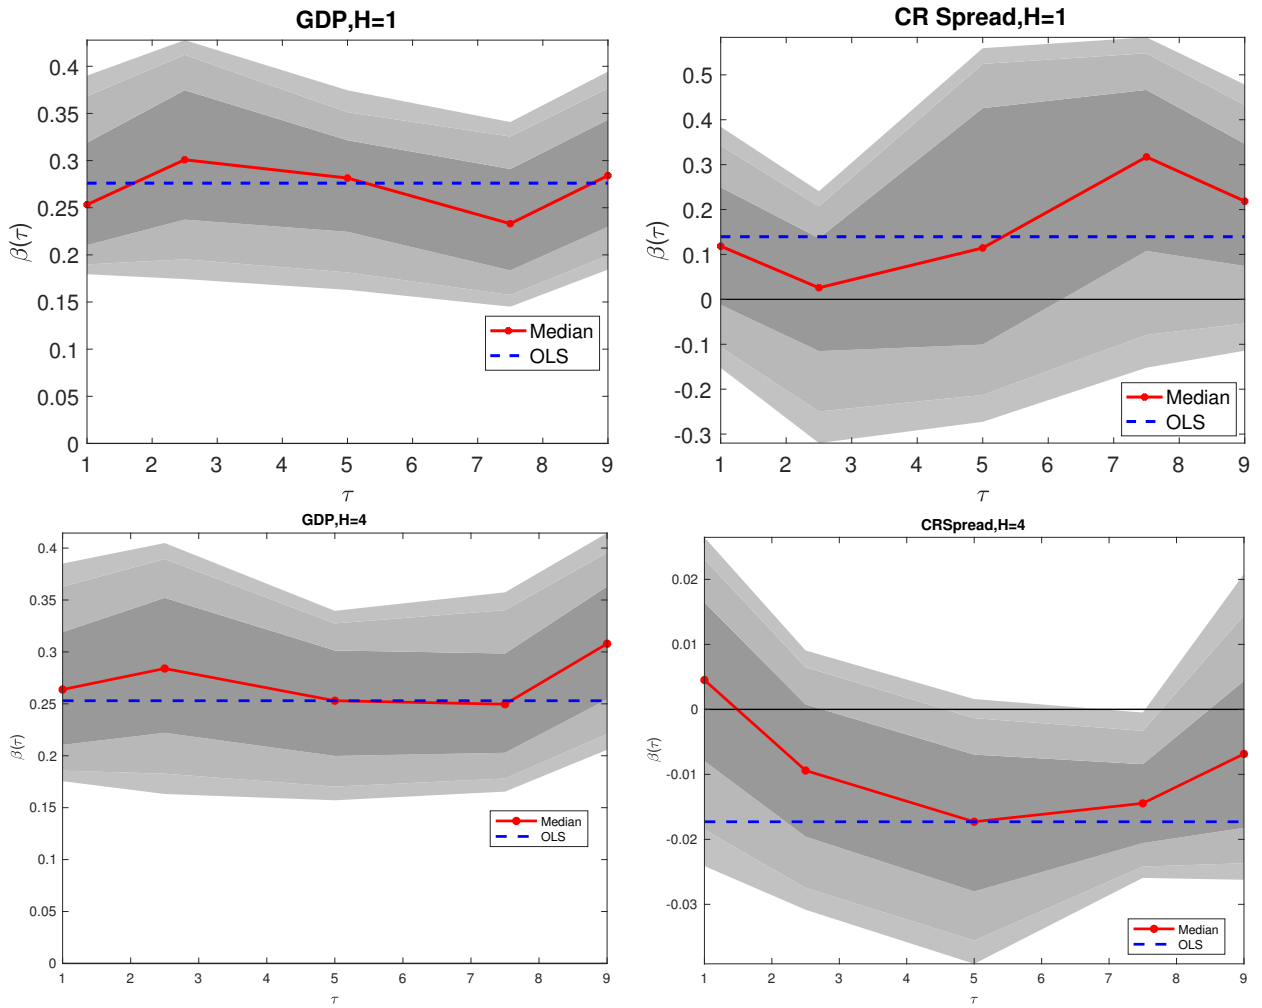 GDP,H=1
0.4
0.35
0.3
0.25
0.2
0.15
0.1
0.05
0
β(τ)
1 2 3 4 5 6 7 8 9
τ
Median
OLS
CR Spread,H=1
0.5
0.4
0.3
0.2
0.1
0
-0.1
-0.2
-0.3
β(τ)
1 2 3 4 5 6 7 8 9
τ
Median
OLS
GDP,H=4
0.4
0.35
0.3
0.25
0.2
0.15
0.1
0.05
0
β(τ)
1 2 3 4 5 6 7 8 9
τ
Median
OLS
CRSpread,H=4
0.02
0.01
0
-0.01
-0.02
-0.03
β(τ)
1 2 3 4 5 6 7 8 9
τ
Median
OLS